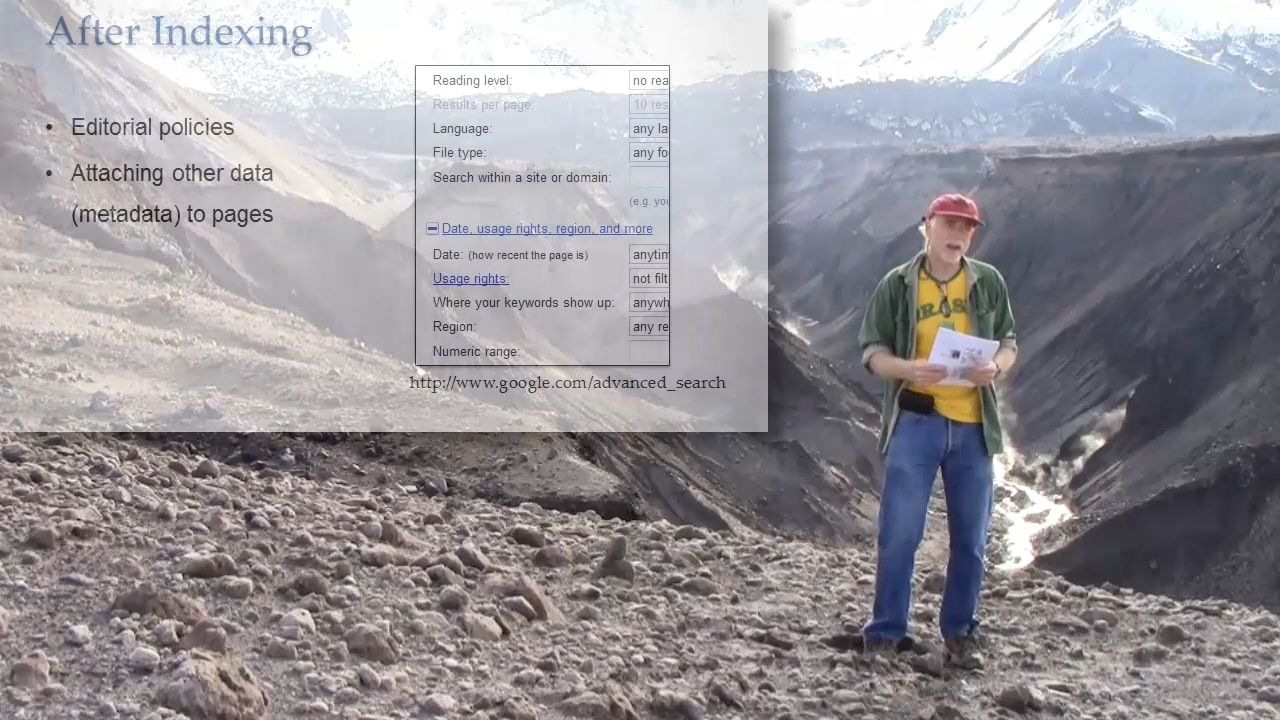 After Indexing
• Editorial policies
• Attaching other data
(metadata) to pages
Reading level: no rea
Results per page: 10 res
Language: any la
File type: any fo
Search within a site or domain:
(e.g. you
Date, usage rights, region, and more
Date: (how recent the page is) anytim
Usage rights: not filt
Where your keywords show up: anywh
Region: any re
Numeric range:
http://www.google.com/advanced_search